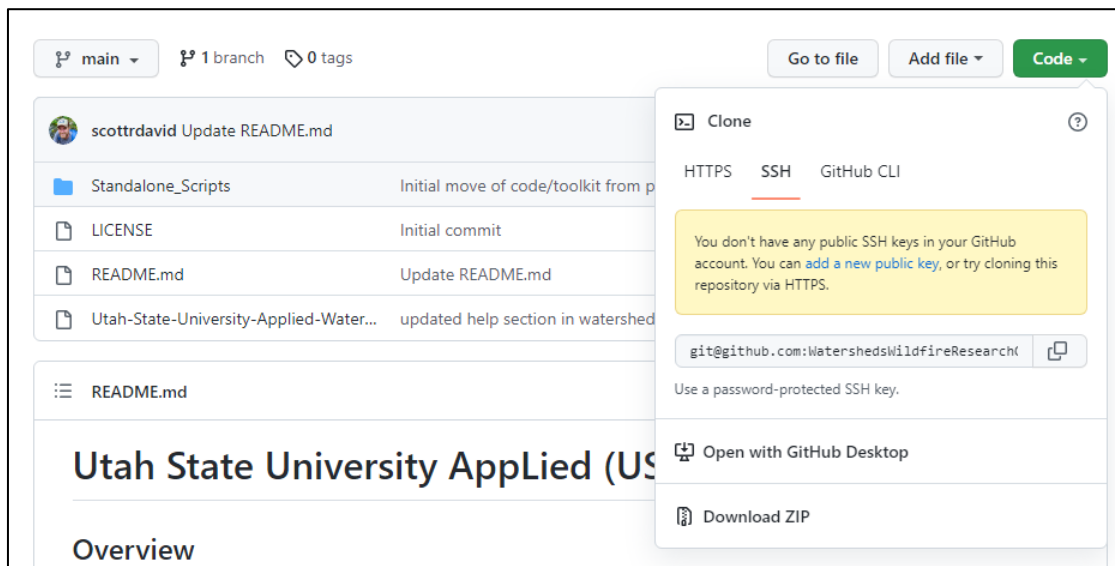 main 1 branch 0 tags Go to file Add file Code
scottrdavid Update README.md
Standalone_Scripts Initial move of code/toolkit from p
LICENSE Initial commit
README.md Update README.md
Utah-State-University-Applied-Water... updated help section in watershed
README.md
Utah State University AppLied (US
Overview
Clone
HTTPS SSH GitHub CLI
You don't have any public SSH keys in your GitHub
account. You can add a new public key, or try cloning this
repository via HTTPS.
git@github.com:WatershedsWildfireResearch
Use a password-protected SSH key.
Open with GitHub Desktop
Download ZIP